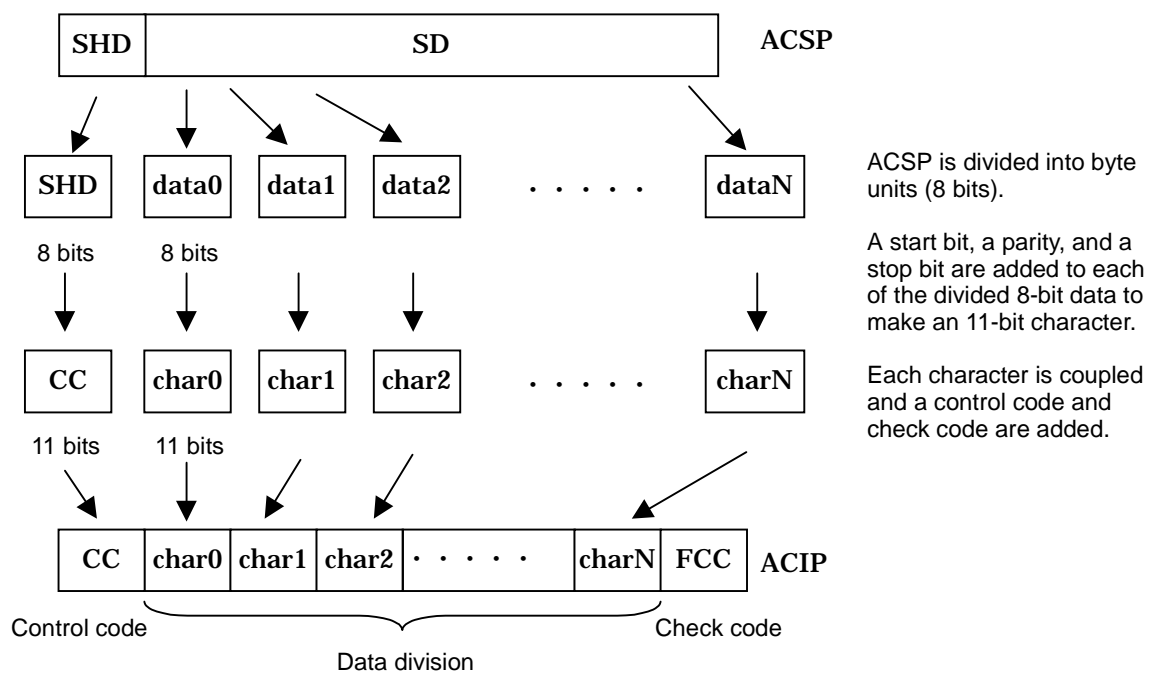 SHD SD ACSP
SHD data0 data1 data2 . . . . . dataN
8 bits 8 bits
CC char0 char1 char2 . . . . . charN
11 bits 11 bits
CC char0 char1 char2 . . . . . charN FCC ACIP
Control code Check code
Data division
ACSP is divided into byte
units (8 bits).
A start bit, a parity, and a
stop bit are added to each
of the divided 8-bit data to
make an 11-bit character.
Each character is coupled
and a control code and
check code are added.